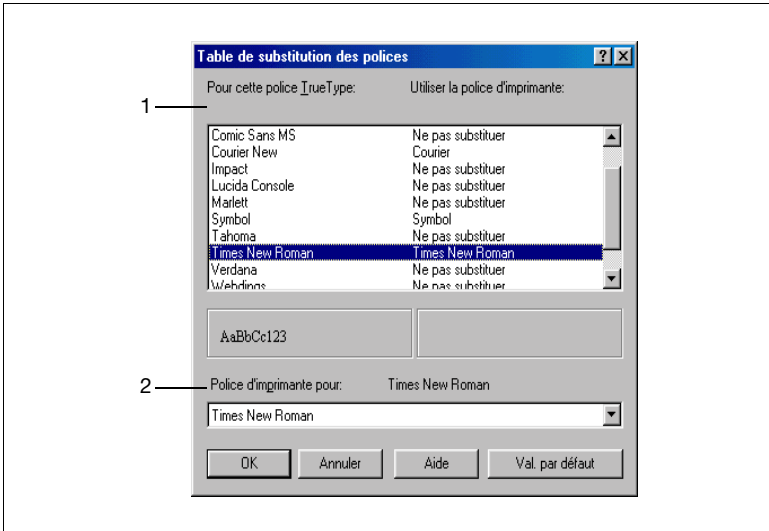 Table de substitution des polices
Pour cette police TrueType: Utiliser la police d'imprimante:
1
Comic Sans MS Ne pas substituer
Courier New Courier
Impact Ne pas substituer
Lucida Console Ne pas substituer
Marlett Ne pas substituer
Symbol Symbol
Tahoma Ne pas substituer
Times New Roman Times New Roman
Verdana Ne pas substituer
Webdings Ne pas substituer
AaBbCc123
2
Police d'imprimante pour: Times New Roman
Times New Roman
OK Annuler Aide Val. par défaut